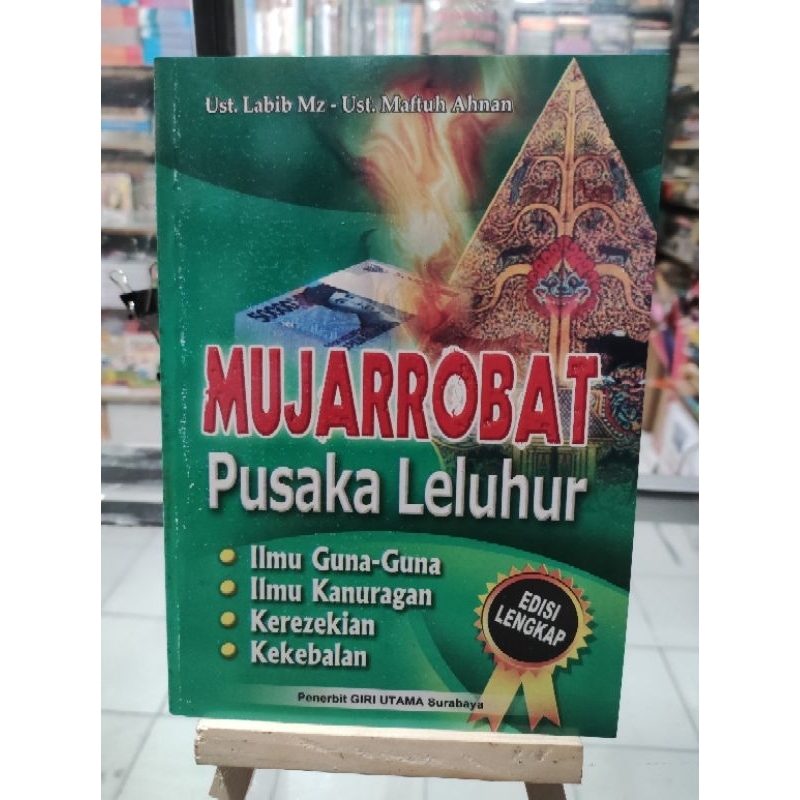 Ust. Labib Mz - Ust. Maftuh Ahnan
50000
MUJARROBAT
Pusaka Leluhur
Ilmu Guna-Guna
Ilmu Kanuragan
Kerezekian
Kekebalan
EDISI
LENGKAP
Penerbit GIRI UTAMA Surabaya